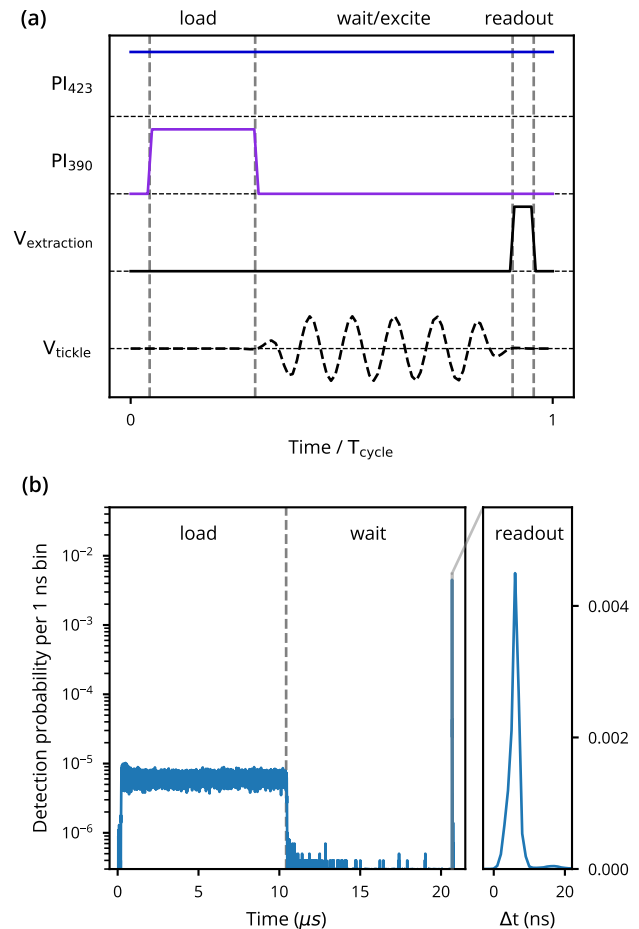 (a)
load wait/excite readout
PI423
PI390
Vextraction
Vtickle
0 1
Time / Tcycle
(b)
load wait readout
Detection probability per 1 ns bin
10⁻²
10⁻³
10⁻⁴
10⁻⁵
10⁻⁶
0.004
0.002
0.000
0 5 10 15 20 0 20
Time (μs) Δt (ns)